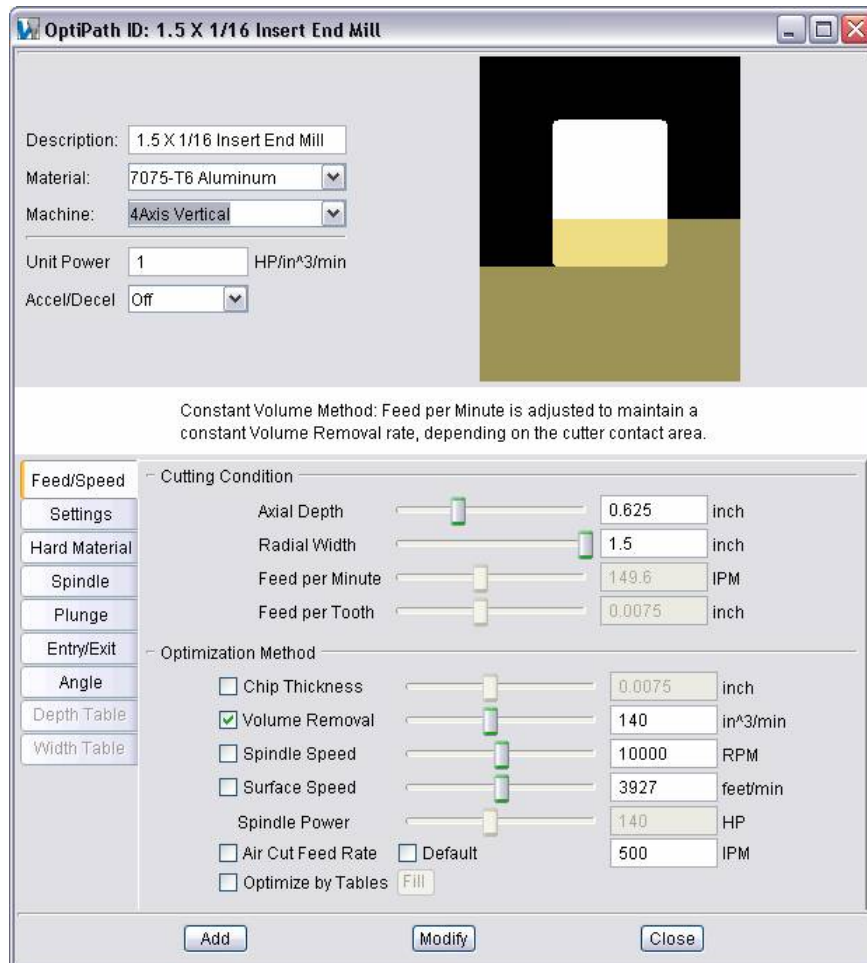 OptiPath ID: 1.5 X 1/16 Insert End Mill
Description: 1.5 X 1/16 Insert End Mill
Material: 7075-T6 Aluminum
Machine: 4Axis Vertical
Unit Power 1 HP/in^3/min
Accel/Decel Off
Constant Volume Method: Feed per Minute is adjusted to maintain a
constant Volume Removal rate, depending on the cutter contact area.
Feed/Speed
Settings
Hard Material
Spindle
Plunge
Entry/Exit
Angle
Depth Table
Width Table
Cutting Condition
Axial Depth 0.625 inch
Radial Width 1.5 inch
Feed per Minute 149.6 IPM
Feed per Tooth 0.0075 inch
Optimization Method
Chip Thickness 0.0075 inch
Volume Removal 140 in^3/min
Spindle Speed 10000 RPM
Surface Speed 3927 feet/min
Spindle Power 140 HP
Air Cut Feed Rate Default 500 IPM
Optimize by Tables Fill
Add Modify Close